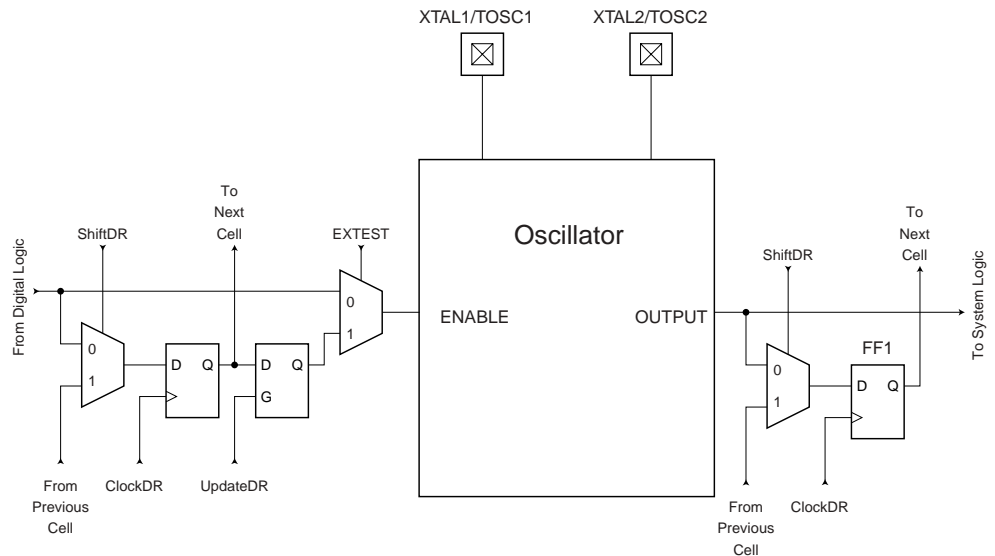 XTAL1/TOSC1
XTAL2/TOSC2
To
Next
Cell
ShiftDR
EXTEST
From Digital Logic
0
1
0
1
D Q
D Q
G
From
Previous
Cell
ClockDR
UpdateDR
Oscillator
ENABLE
OUTPUT
To
Next
Cell
ShiftDR
To System Logic
FF1
0
1
D Q
From
Previous
Cell
ClockDR